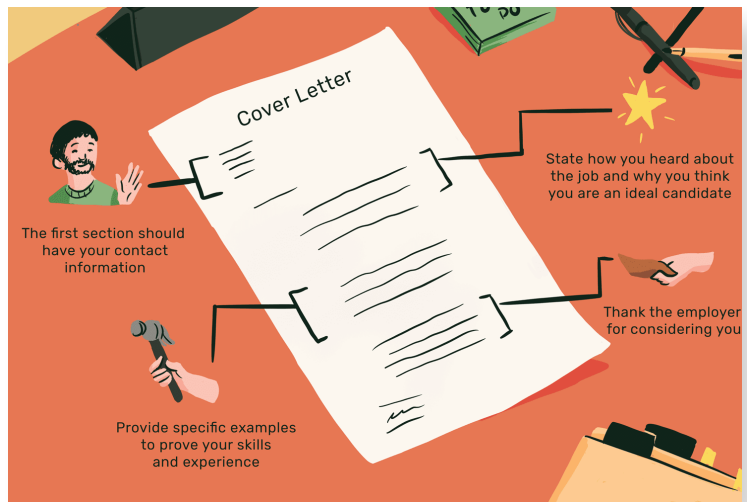 TO DO
Cover Letter
State how you heard about
the job and why you think
you are an ideal candidate
The first section should
have your contact
information
Thank the employer
for considering you
Provide specific examples
to prove your skills
and experience